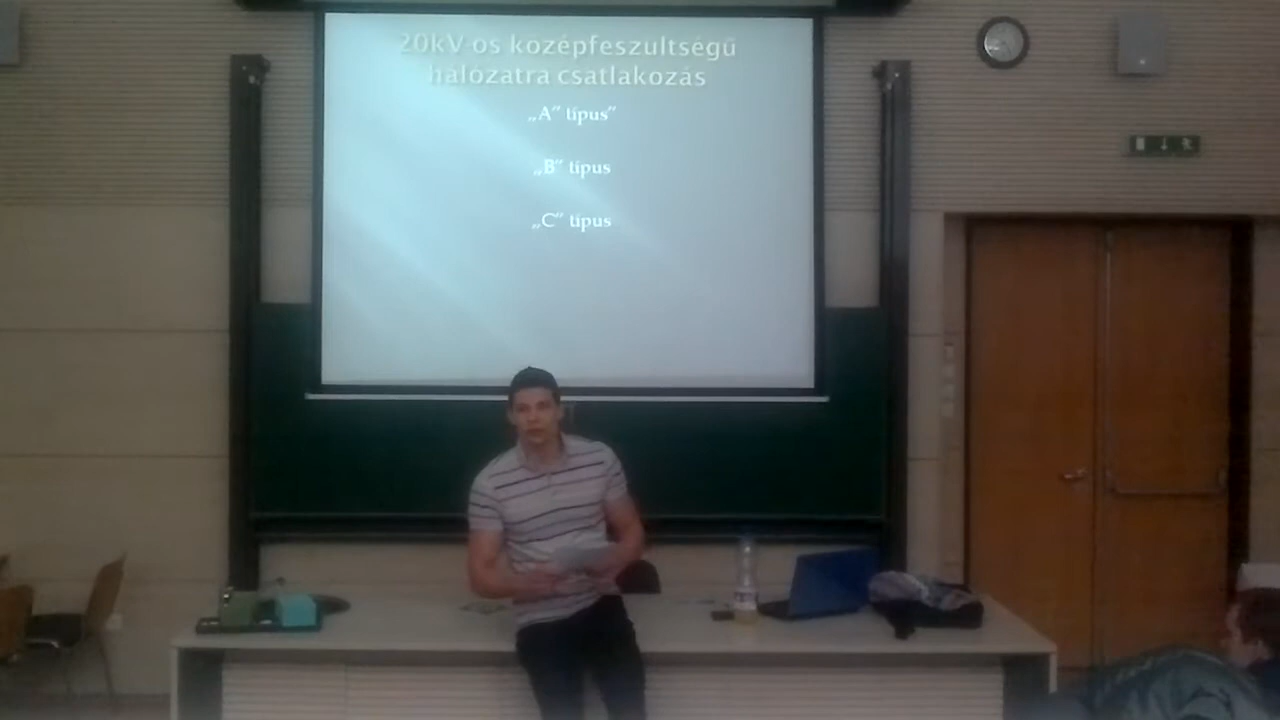 20kV-os középfeszültségű
hálózatra csatlakozás
„A” típus”
„B” típus
„C” típus